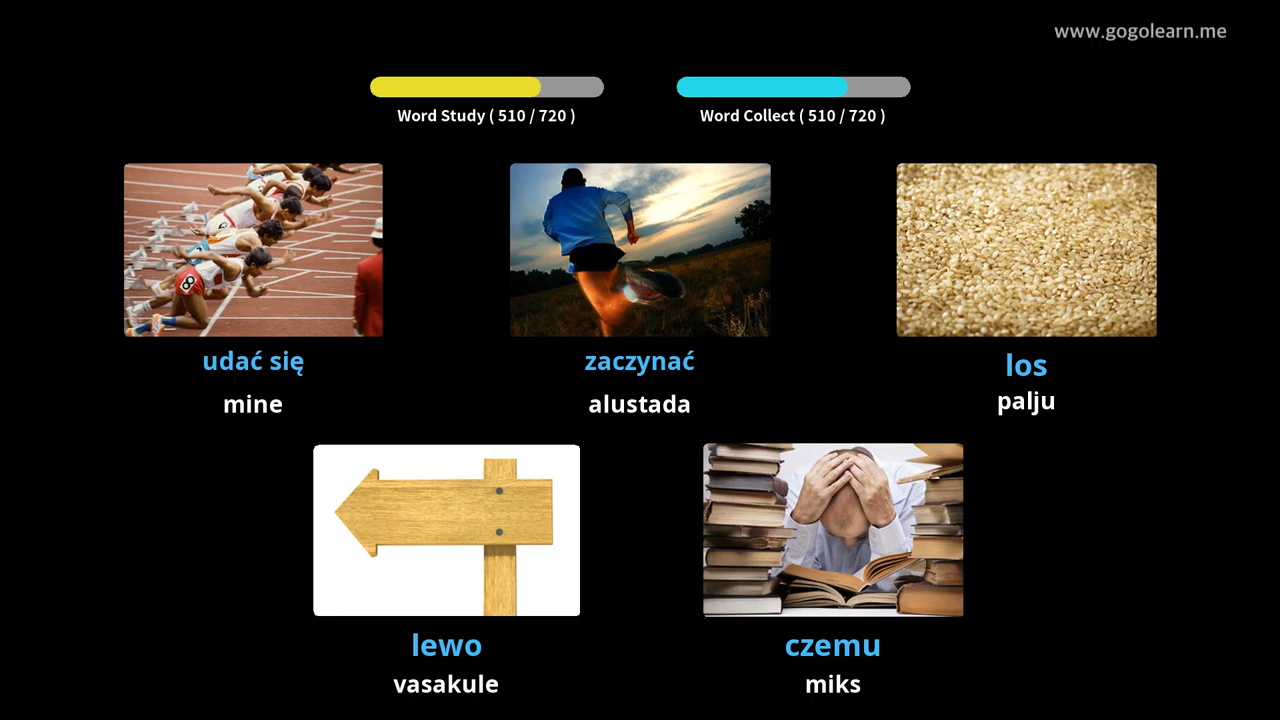 www.gogolearn.me
Word Study ( 510 / 720 )
Word Collect ( 510 / 720 )
8
udać się
mine
zaczynać
alustada
los
palju
lewo
vasakule
czemu
miks